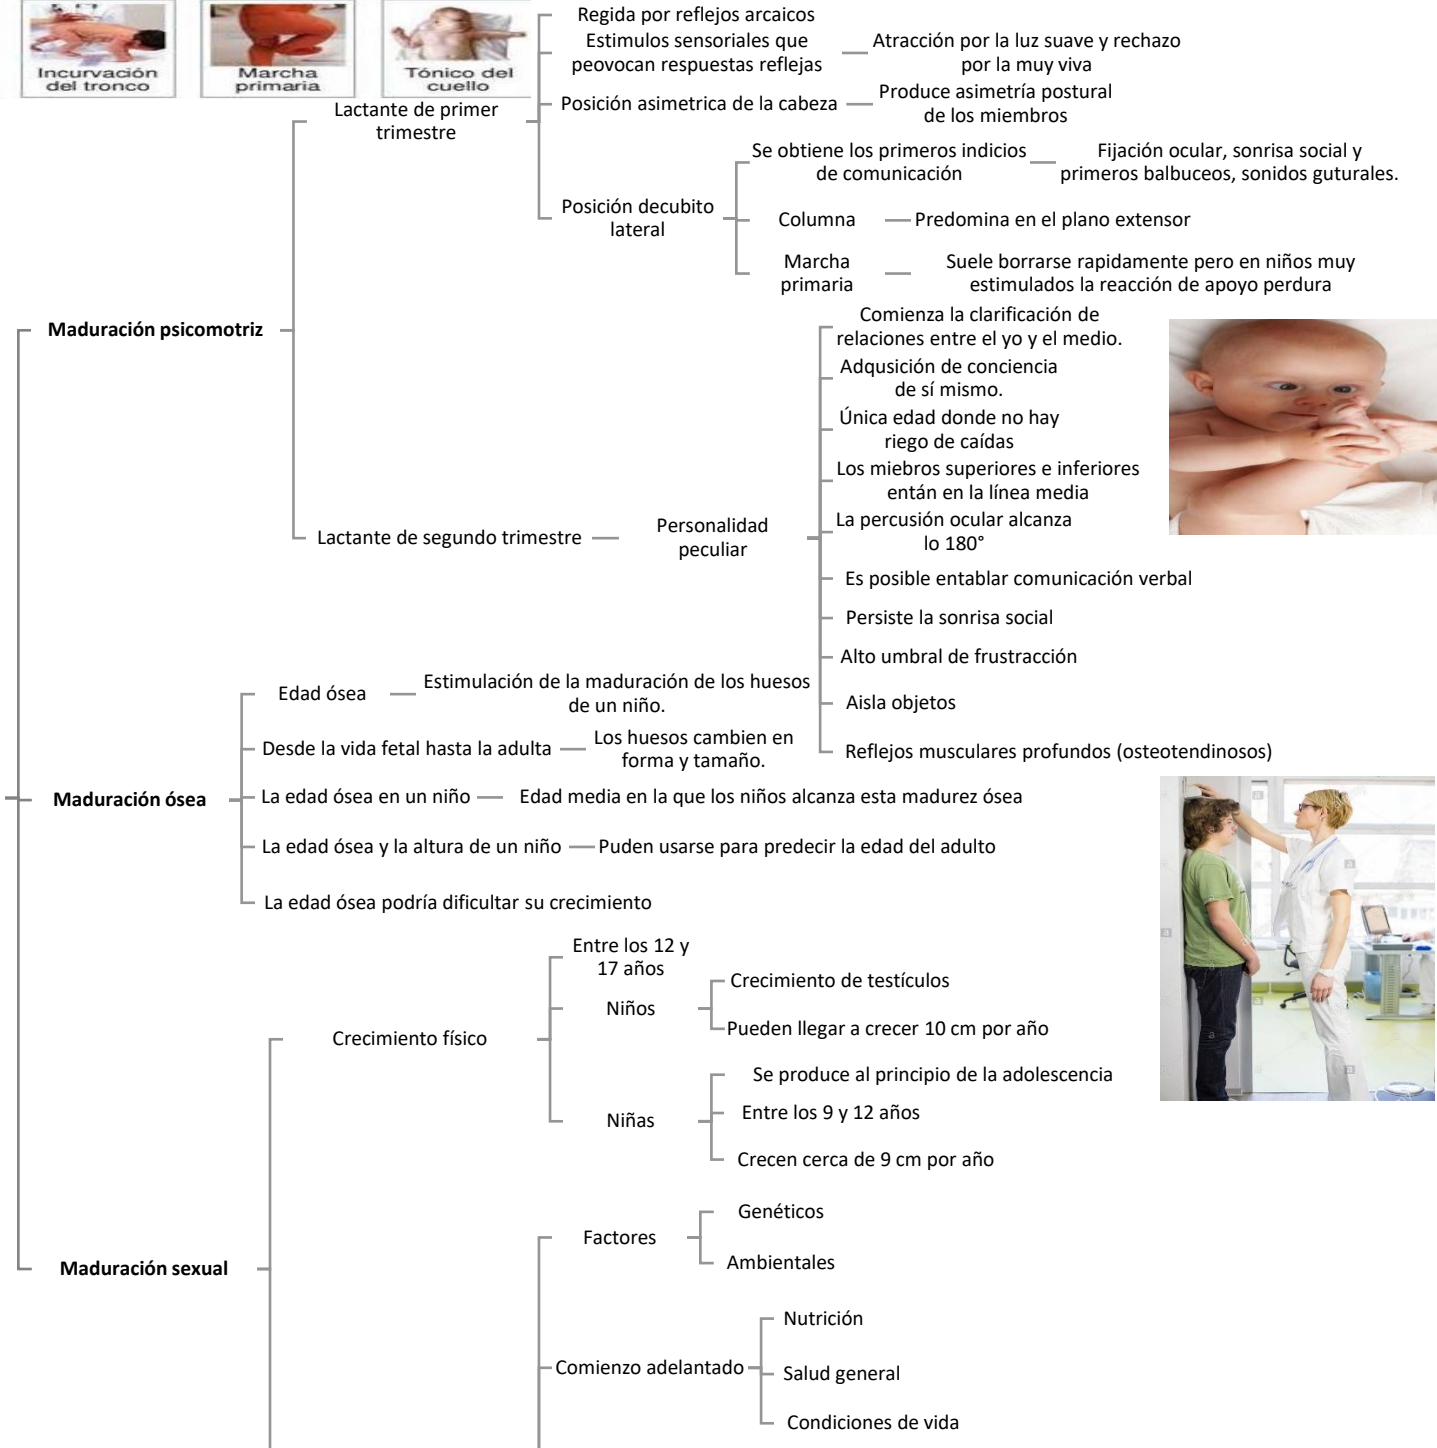 Incurvación
del tronco
Marcha
primaria
Tónico del
cuello
Maduración psicomotriz
Lactante de primer
trimestre
Regida por reflejos arcaicos
Estimulos sensoriales que
peovocan respuestas reflejas
Atracción por la luz suave y rechazo
por la muy viva
Posición asimetrica de la cabeza
Produce asimetría postural
de los miembros
Posición decubito
lateral
Se obtiene los primeros indicios
de comunicación
Fijación ocular, sonrisa social y
primeros balbuceos, sonidos guturales.
Columna
Predomina en el plano extensor
Marcha
primaria
Suele borrarse rapidamente pero en niños muy
estimulados la reacción de apoyo perdura
Lactante de segundo trimestre
Personalidad
peculiar
Comienza la clarificación de
relaciones entre el yo y el medio.
Adqusición de conciencia
de sí mismo.
Única edad donde no hay
riego de caídas
Los miebros superiores e inferiores
entán en la línea media
La percusión ocular alcanza
lo 180°
Es posible entablar comunicación verbal
Persiste la sonrisa social
Alto umbral de frustracción
Aisla objetos
Reflejos musculares profundos (osteotendinosos)
Maduración ósea
Edad ósea
Estimulación de la maduración de los huesos
de un niño.
Desde la vida fetal hasta la adulta
Los huesos cambien en
forma y tamaño.
La edad ósea en un niño
Edad media en la que los niños alcanza esta madurez ósea
La edad ósea y la altura de un niño
Puden usarse para predecir la edad del adulto
La edad ósea podría dificultar su crecimiento
Maduración sexual
Crecimiento físico
Entre los 12 y
17 años
Niños
Crecimiento de testículos
Pueden llegar a crecer 10 cm por año
Niñas
Se produce al principio de la adolescencia
Entre los 9 y 12 años
Crecen cerca de 9 cm por año
Factores
Genéticos
Ambientales
Comienzo adelantado
Nutrición
Salud general
Condiciones de vida